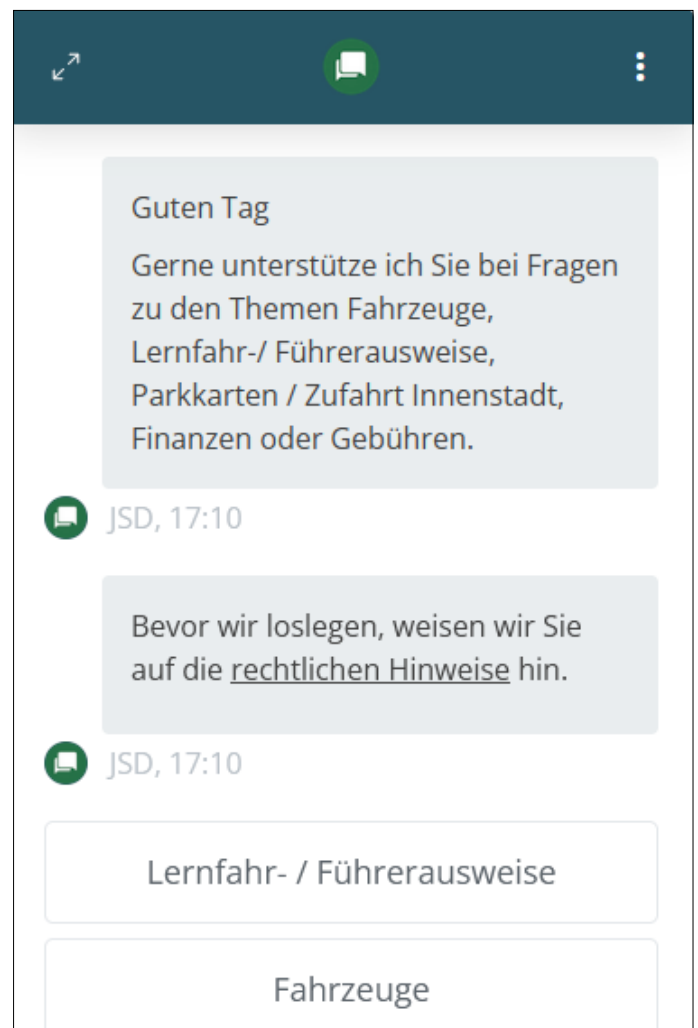 Guten Tag
Gerne unterstütze ich Sie bei Fragen
zu den Themen Fahrzeuge,
Lernfahr-/ Führerausweise,
Parkkarten / Zufahrt Innenstadt,
Finanzen oder Gebühren.
JSD, 17:10
Bevor wir loslegen, weisen wir Sie
auf die rechtlichen Hinweise hin.
JSD, 17:10
Lernfahr- / Führerausweise
Fahrzeuge